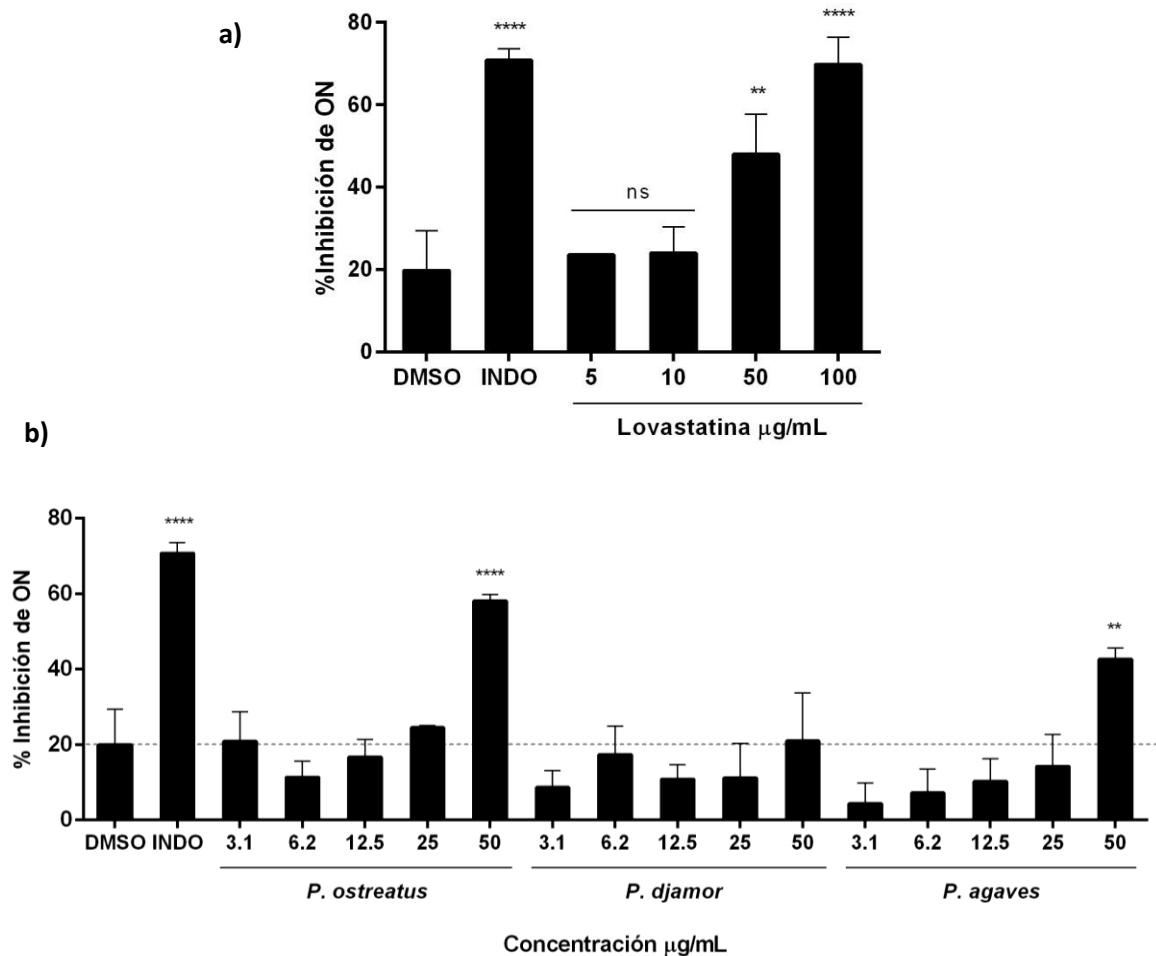 a)
%Inhibición de ON
80
60
40
20
0
****
ns
**
****
DMSO INDO 5 10 50 100
Lovastatina µg/mL
b)
% Inhibición de ON
80
60
40
20
0
****
****
**
DMSO INDO 3.1 6.2 12.5 25 50 3.1 6.2 12.5 25 50 3.1 6.2 12.5 25 50
P. ostreatus P. djamor P. agaves
Concentración µg/mL